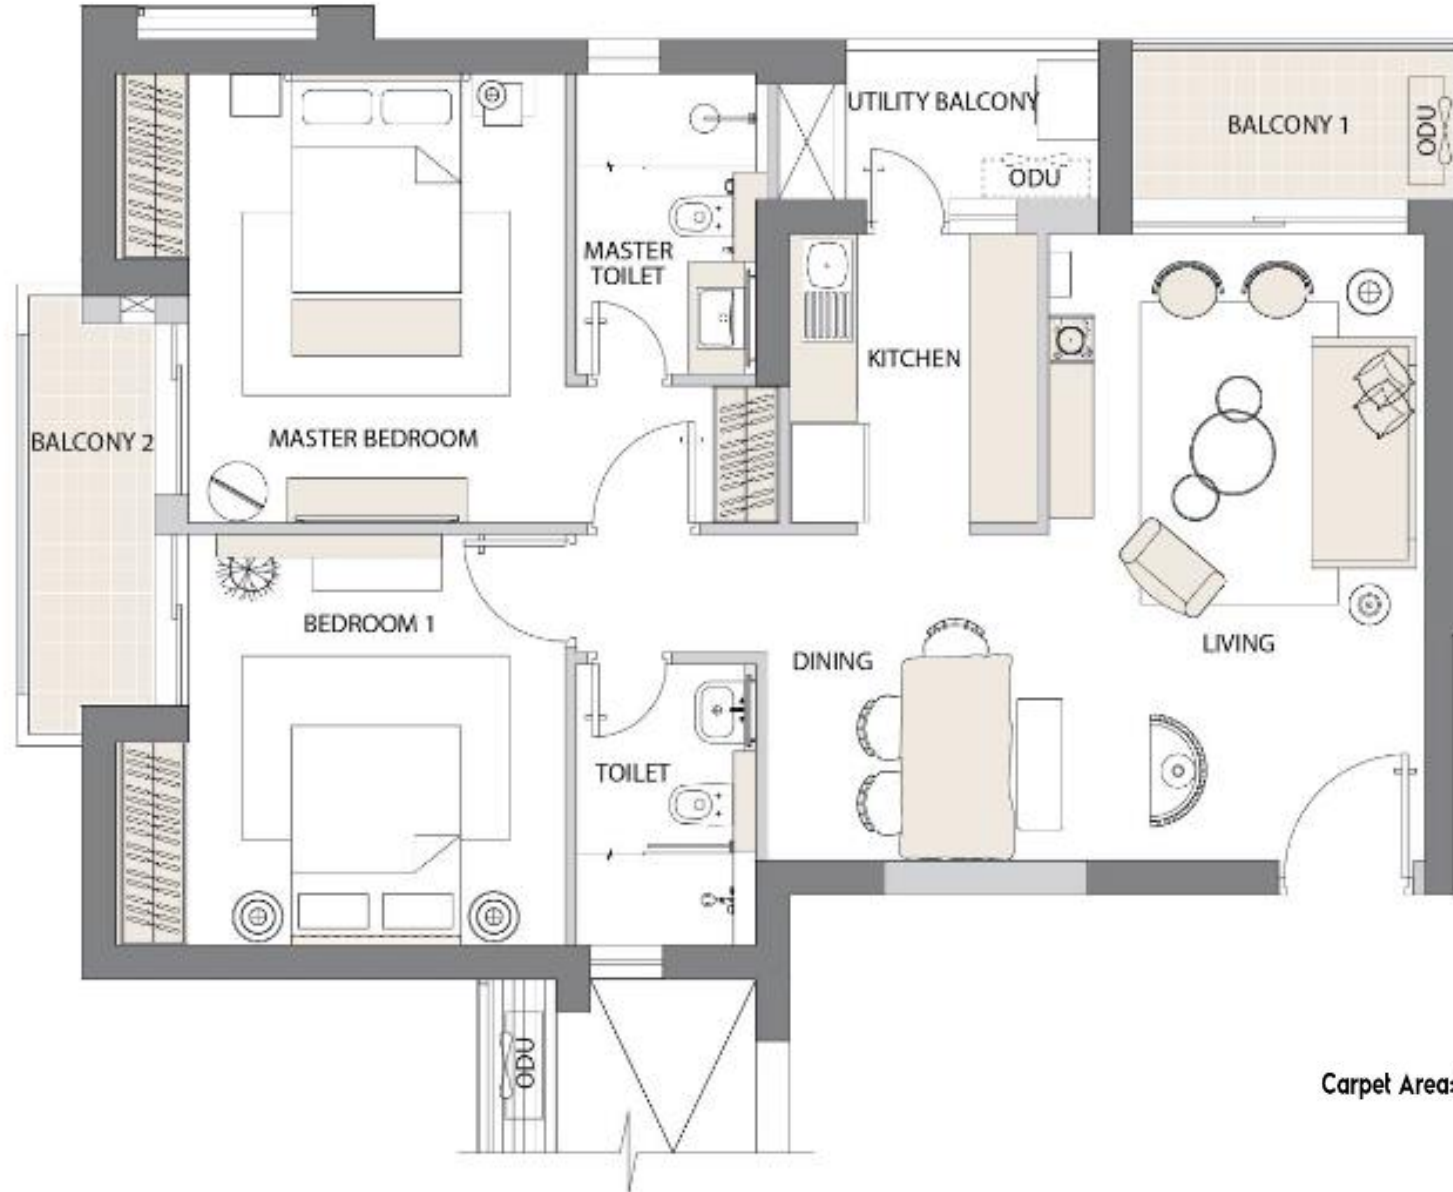 UTILITY BALCONY
BALCONY 1
ODU
ODU
MASTER
TOILET
KITCHEN
BALCONY 2
MASTER BEDROOM
BEDROOM 1
DINING
LIVING
TOILET
ODU
Carpet Area: